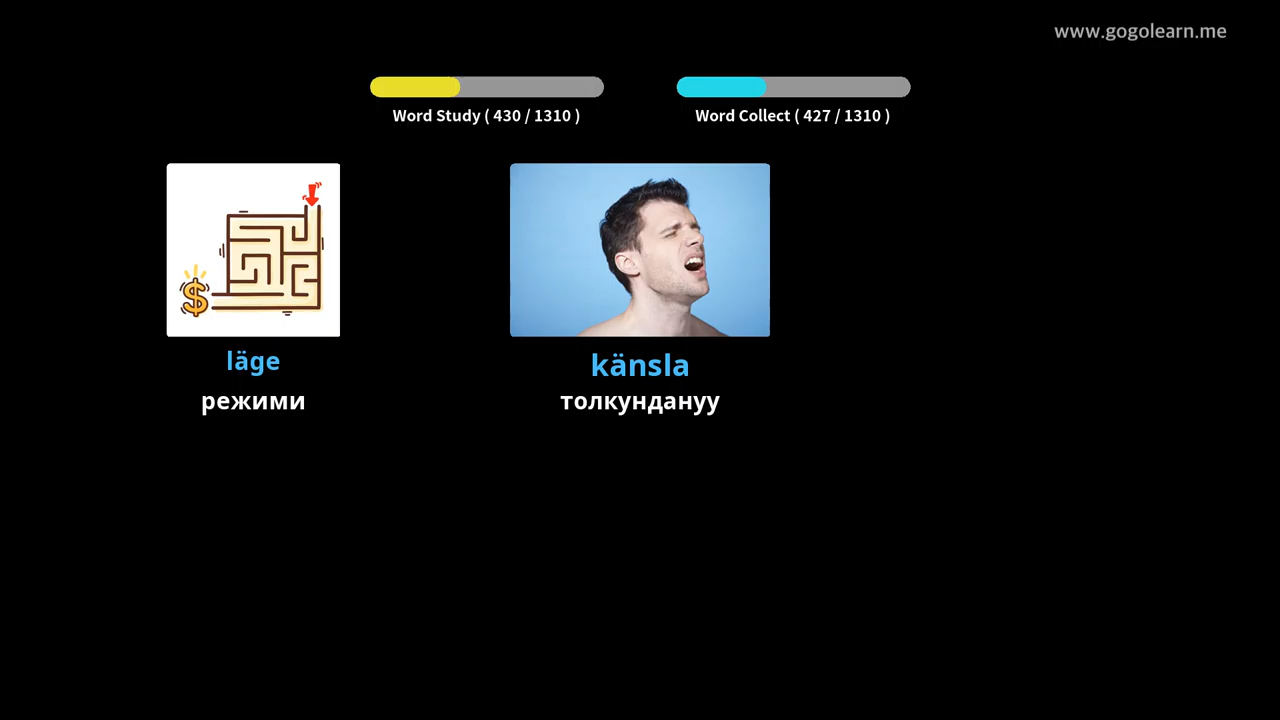 www.gogolearn.me
Word Study ( 430 / 1310 )
Word Collect ( 427 / 1310 )
läge
режими
känsla
толкундануу